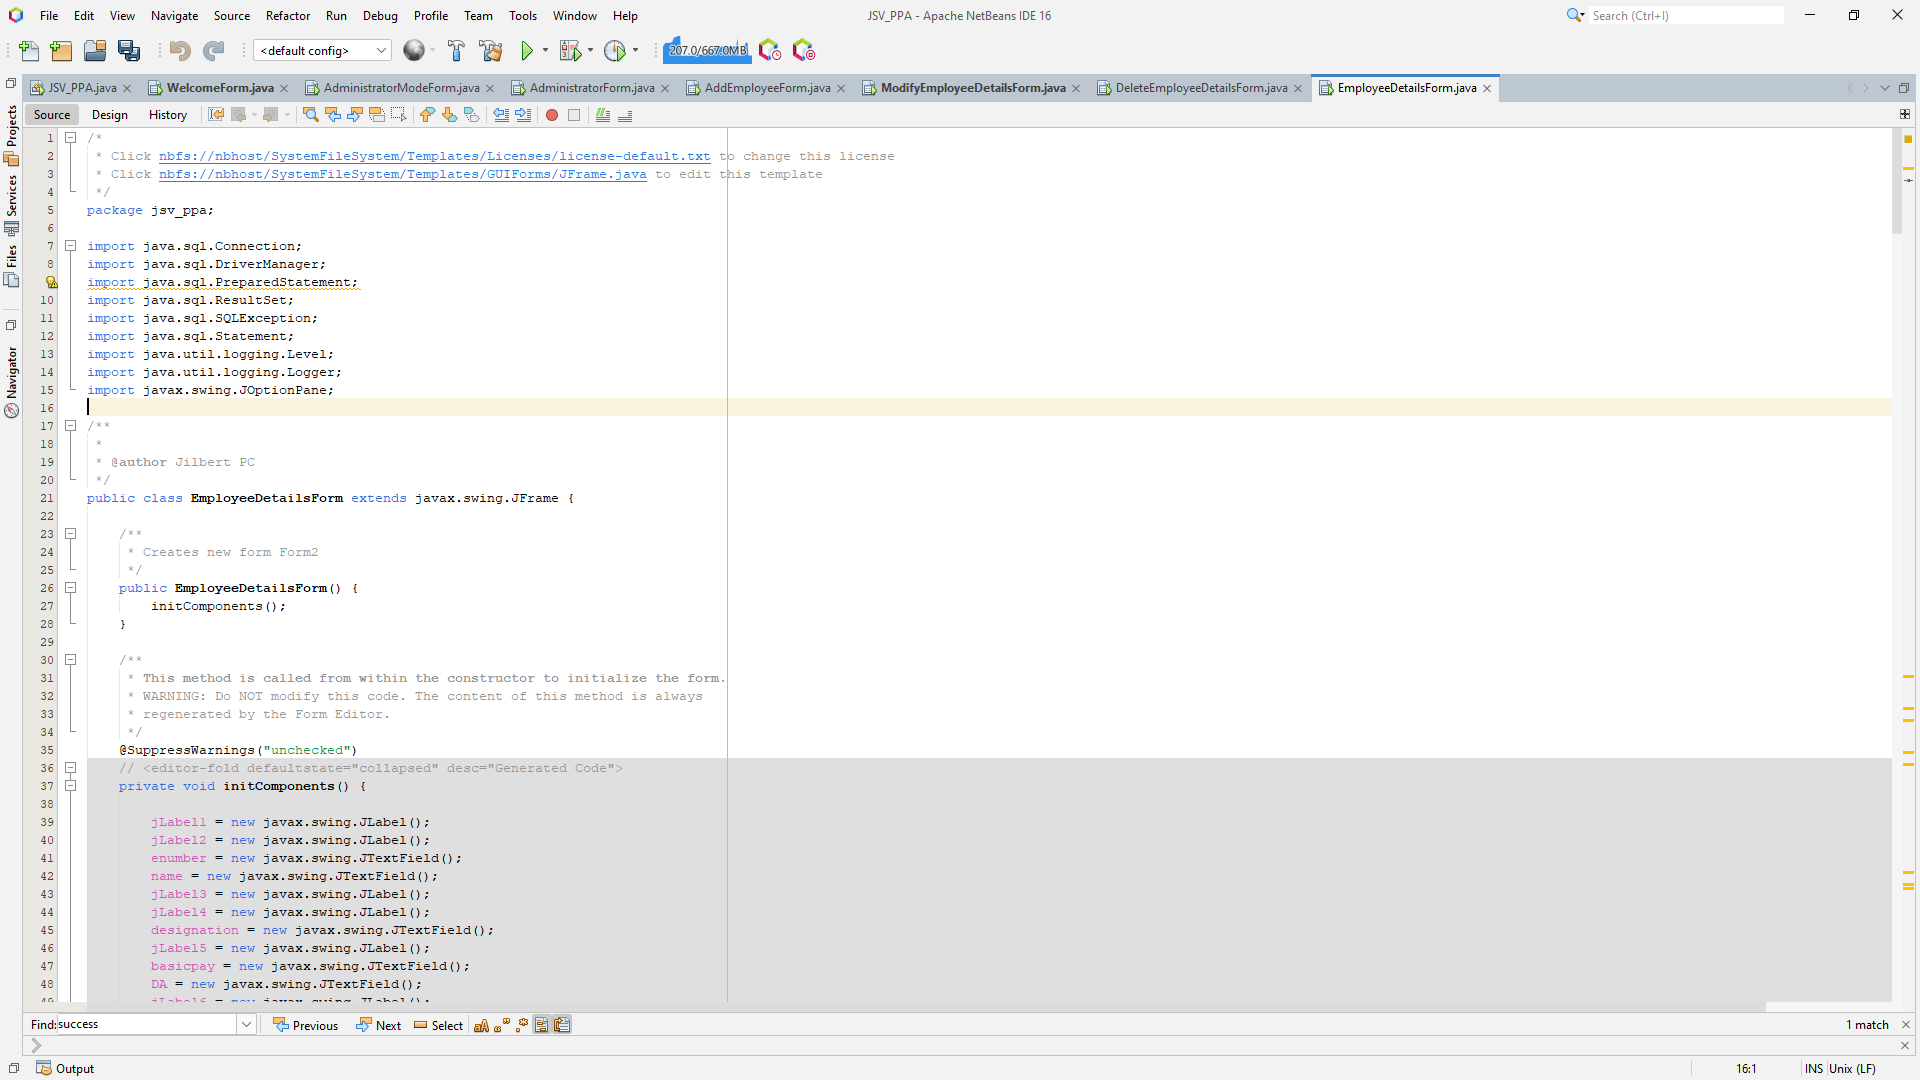 File Edit View Navigate Source Refactor Run Debug Profile Team Tools Window Help
JSV_PPA - Apache NetBeans IDE 16
Search (Ctrl+I)
<default config>
207.0/667.0MB
JSV_PPA.java WelcomeForm.java AdministratorModeForm.java AdministratorForm.java AddEmployeeForm.java ModifyEmployeeDetailsForm.java DeleteEmployeeDetailsForm.java EmployeeDetailsForm.java
Source Design History
Projects
Services
Files
Navigator
1 /*
2 * Click nbfs://nbhost/SystemFileSystem/Templates/Licenses/license-default.txt to change this license
3 * Click nbfs://nbhost/SystemFileSystem/Templates/GUIForms/JFrame.java to edit this template
4 */
5 package jsv_ppa;
6
7 import java.sql.Connection;
8 import java.sql.DriverManager;
import java.sql.PreparedStatement;
10 import java.sql.ResultSet;
11 import java.sql.SQLException;
12 import java.sql.Statement;
13 import java.util.logging.Level;
14 import java.util.logging.Logger;
15 import javax.swing.JOptionPane;
16
17 /**
18 *
19 * @author Jilbert PC
20 */
21 public class EmployeeDetailsForm extends javax.swing.JFrame {
22
23 /**
24 * Creates new form Form2
25 */
26 public EmployeeDetailsForm() {
27 initComponents();
28 }
29
30 /**
31 * This method is called from within the constructor to initialize the form.
32 * WARNING: Do NOT modify this code. The content of this method is always
33 * regenerated by the Form Editor.
34 */
35 @SuppressWarnings("unchecked")
36 // <editor-fold defaultstate="collapsed" desc="Generated Code">
37 private void initComponents() {
38
39 jLabel1 = new javax.swing.JLabel();
40 jLabel2 = new javax.swing.JLabel();
41 enumber = new javax.swing.JTextField();
42 name = new javax.swing.JTextField();
43 jLabel3 = new javax.swing.JLabel();
44 jLabel4 = new javax.swing.JLabel();
45 designation = new javax.swing.JTextField();
46 jLabel5 = new javax.swing.JLabel();
47 basicpay = new javax.swing.JTextField();
48 DA = new javax.swing.JTextField();
49 jLabel6 = new javax.swing.JLabel();
Find: success Previous Next Select 1 match
Output
16:1 INS Unix (LF)